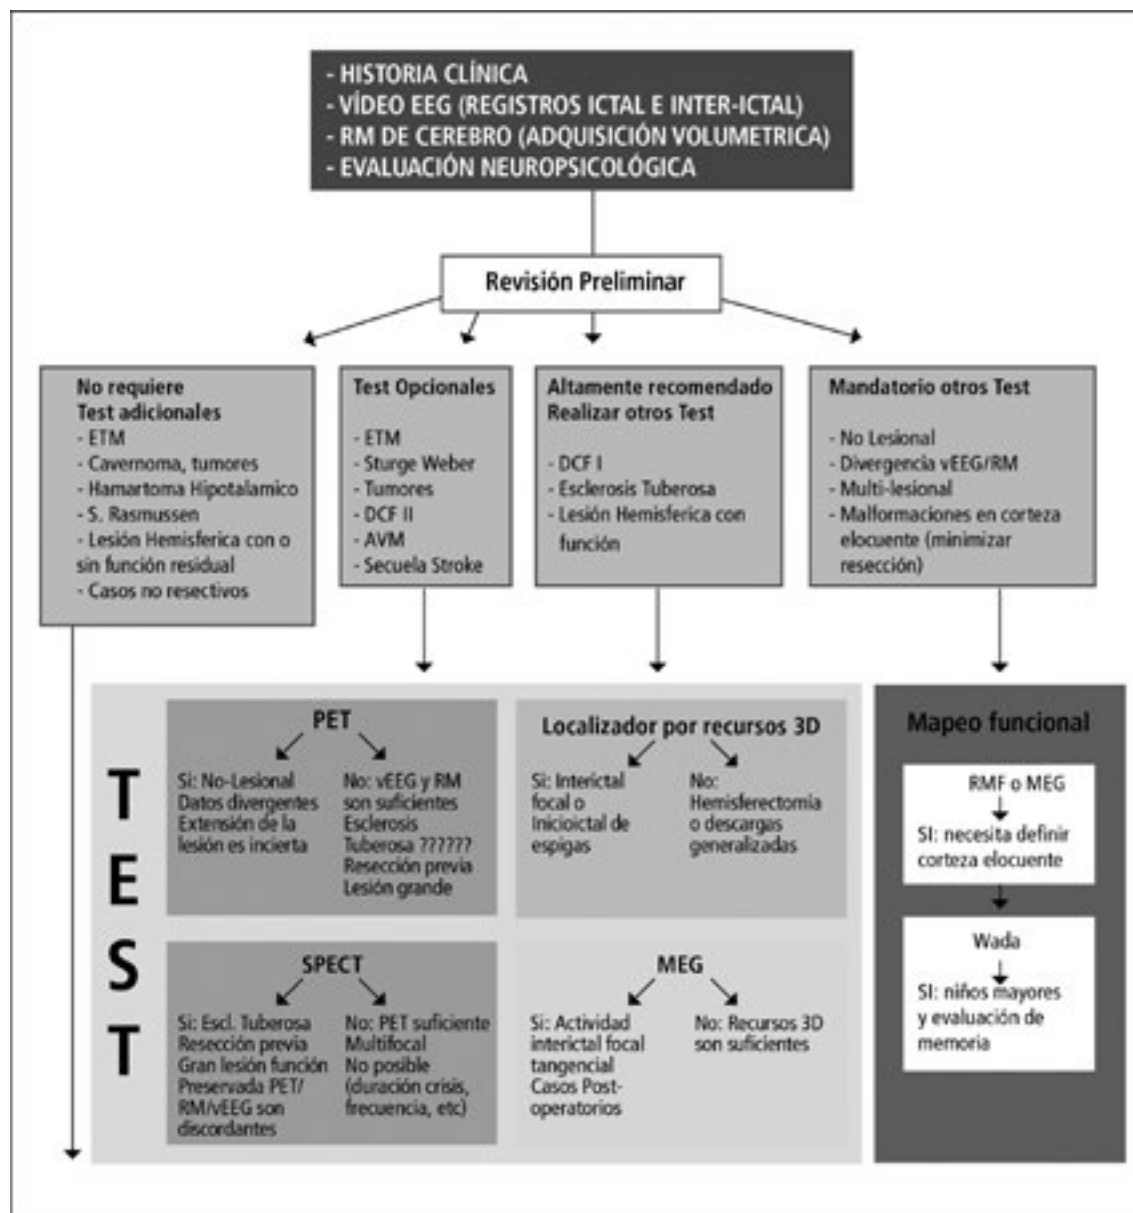 - HISTORIA CLÍNICA
- VÍDEO EEG (REGISTROS ICTAL E INTER-ICTAL)
- RM DE CEREBRO (ADQUISICIÓN VOLUMETRICA)
- EVALUACIÓN NEUROPSICOLÓGICA
Revisión Preliminar
No requiere
Test adicionales
- ETM
- Cavernoma, tumores
- Hamartoma Hipotalamico
- S. Rasmussen
- Lesión Hemisferica con o
sin función residual
- Casos no resectivos
Test Opcionales
- ETM
- Sturge Weber
- Tumores
- DCF II
- AVM
- Secuela Stroke
Altamente recomendado
Realizar otros Test
- DCF I
- Esclerosis Tuberosa
- Lesión Hemisferica con
función
Mandatorio otros Test
- No Lesional
- Divergencia vEEG/RM
- Multi-lesional
- Malformaciones en corteza
elocuente (minimizar
resección)
TEST
PET
Si: No-Lesional
Datos divergentes
Extensión de la
lesión es incierta
No: vEEG y RM
son suficientes
Esclerosis
Tuberosa ??????
Resección previa
Lesión grande
Localizador por recursos 3D
Si: Interictal
focal o
Inicioictal de
espigas
No:
Hemisferectomía
o descargas
generalizadas
SPECT
Si: Escl. Tuberosa
Resección previa
Gran lesión función
Preservada PET/
RM/vEEG son
discordantes
No: PET suficiente
Multifocal
No posible
(duración crisis,
frecuencia, etc)
MEG
Si: Actividad
interictal focal
tangencial
Casos Post-
operatorios
No: Recursos 3D
son suficientes
Mapeo funcional
RMF o MEG
SI: necesita definir
corteza elocuente
Wada
SI: niños mayores
y evaluación de
memoria